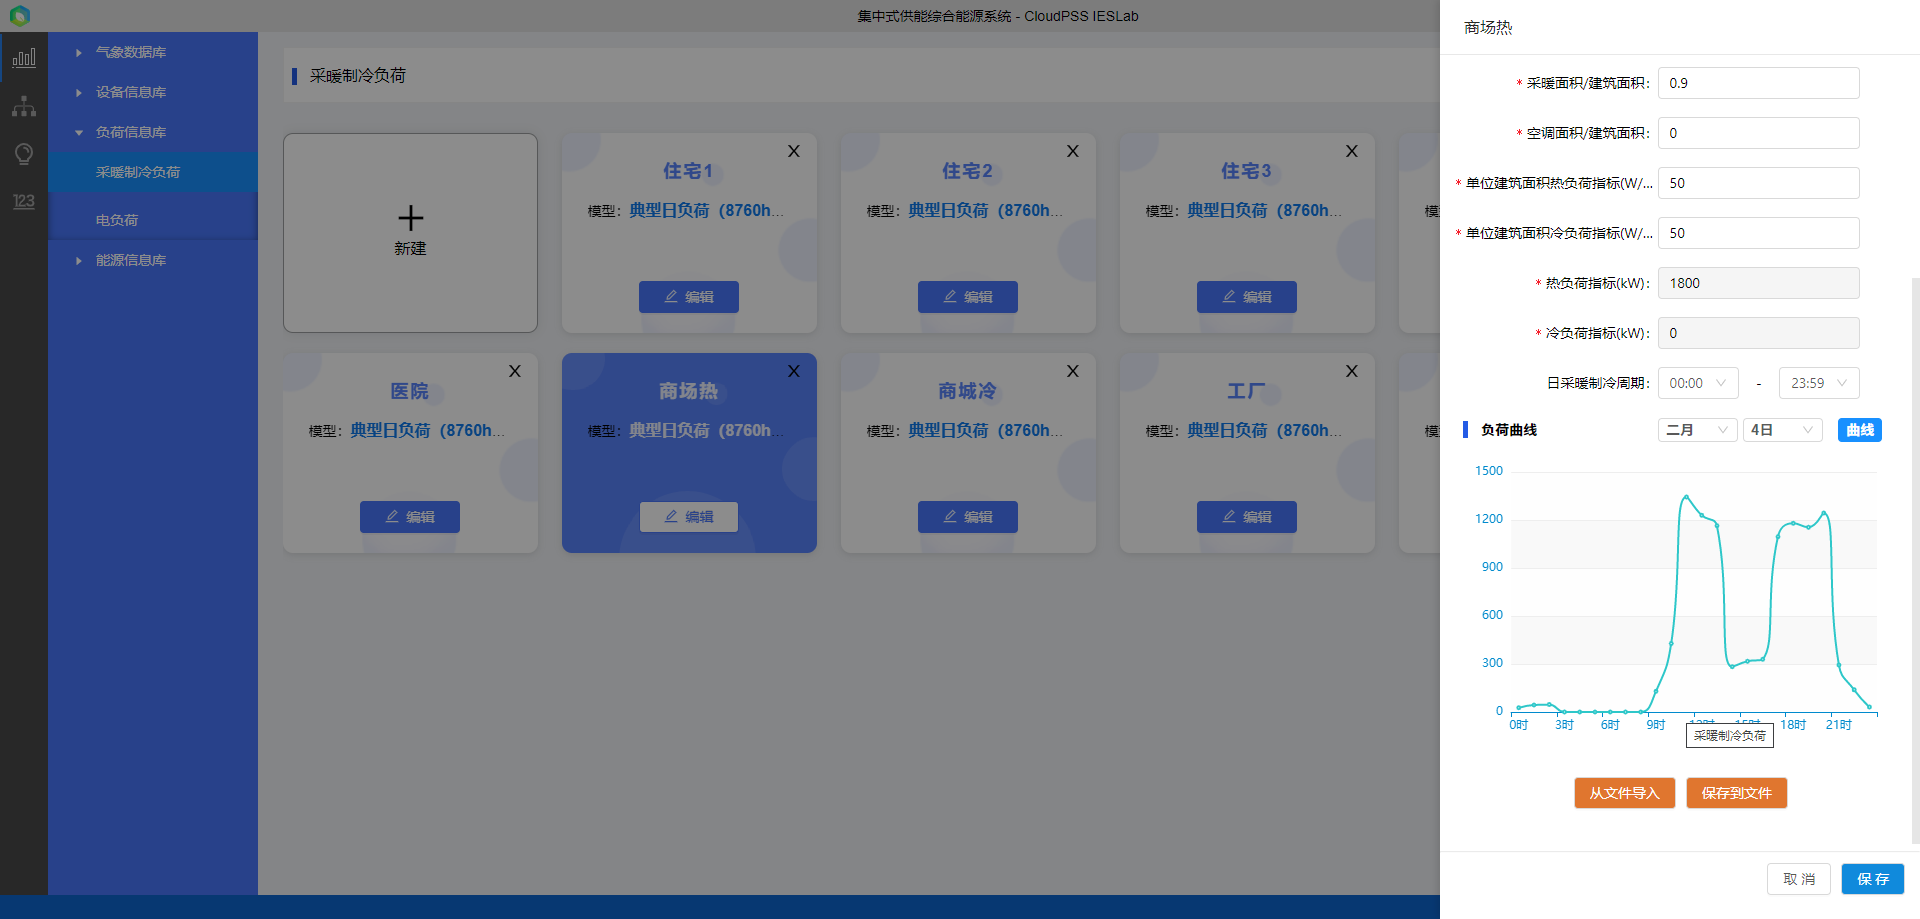 集中式供能综合能源系统 - CloudPSS IESLab
气象数据库
设备信息库
负荷信息库
采暖制冷负荷
电负荷
能源信息库
123
采暖制冷负荷
新建
住宅1
X
模型：典型日负荷（8760h...
编辑
住宅2
X
模型：典型日负荷（8760h...
编辑
住宅3
X
模型：典型日负荷（8760h...
编辑
模
医院
X
模型：典型日负荷（8760h...
编辑
商场热
X
模型：典型日负荷（8760h...
编辑
商城冷
X
模型：典型日负荷（8760h...
编辑
工厂
X
模型：典型日负荷（8760h...
编辑
模
商场热
* 采暖面积/建筑面积： 0.9
* 空调面积/建筑面积： 0
* 单位建筑面积热负荷指标(W/... 50
* 单位建筑面积冷负荷指标(W/... 50
* 热负荷指标(kW)： 1800
* 冷负荷指标(kW)： 0
日采暖制冷周期： 00:00 - 23:59
负荷曲线 二月 4日 曲线
1500
1200
900
600
300
0
0时 3时 6时 9时 12时 15时 18时 21时
采暖制冷负荷
从文件导入 保存到文件
取 消 保 存